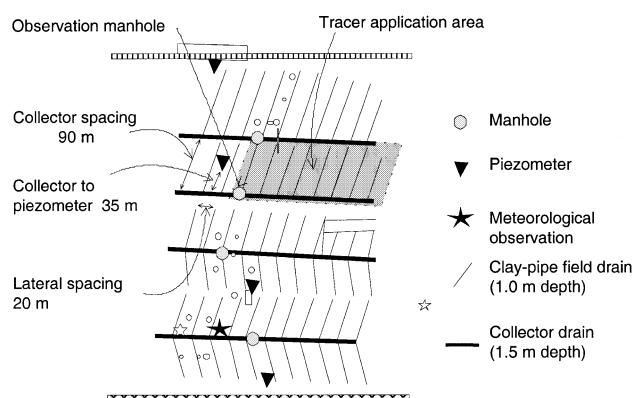 Observation manhole
Tracer application area
Collector spacing
90 m
Collector to
piezometer 35 m
Lateral spacing
20 m
Manhole
Piezometer
Meteorological
observation
Clay-pipe field drain
(1.0 m depth)
Collector drain
(1.5 m depth)